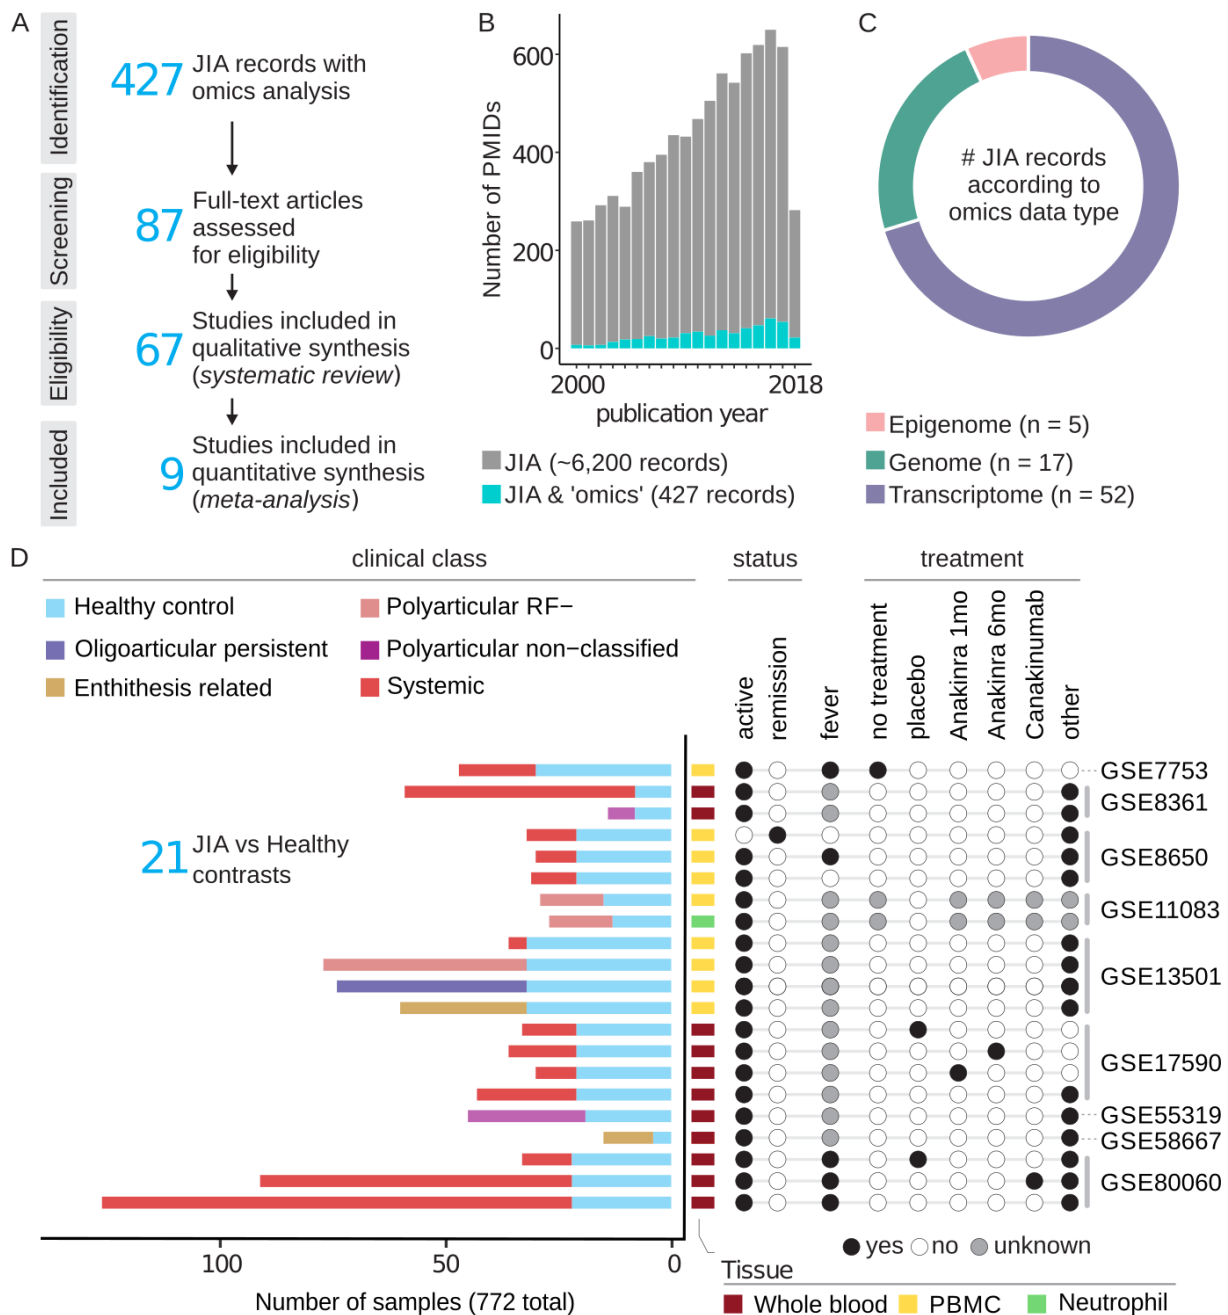 A
Identification
427
JIA records with
omics analysis
Screening
87
Full-text articles
assessed
for eligibility
Eligibility
67
Studies included in
qualitative synthesis
(systematic review)
Included
9
Studies included in
quantitative synthesis
(meta-analysis)
B
Number of PMIDs
600
400
200
0
2000
2018
publication year
JIA (~6,200 records)
JIA & 'omics' (427 records)
C
# JIA records
according to
omics data type
Epigenome (n = 5)
Genome (n = 17)
Transcriptome (n = 52)
D
clinical class
status
treatment
Healthy control
Polyarticular RF−
Oligoarticular persistent
Polyarticular non−classified
Enthithesis related
Systemic
active
remission
fever
no treatment
placebo
Anakinra 1mo
Anakinra 6mo
Canakinumab
other
21
JIA vs Healthy
contrasts
GSE7753
GSE8361
GSE8650
GSE11083
GSE13501
GSE17590
GSE55319
GSE58667
GSE80060
100
50
0
Number of samples (772 total)
yes
no
unknown
Tissue
Whole blood
PBMC
Neutrophil